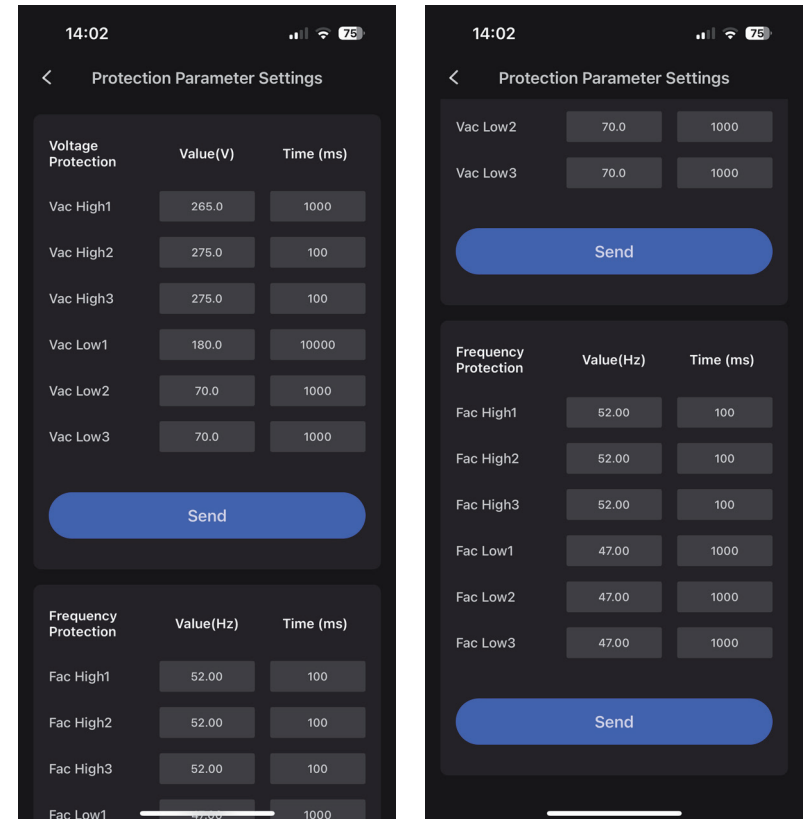 14:02 75
Protection Parameter Settings
Voltage Protection Value(V) Time (ms)
Vac High1 265.0 1000
Vac High2 275.0 100
Vac High3 275.0 100
Vac Low1 180.0 10000
Vac Low2 70.0 1000
Vac Low3 70.0 1000
Send
Frequency Protection Value(Hz) Time (ms)
Fac High1 52.00 100
Fac High2 52.00 100
Fac High3 52.00 100
Fac Low1 47.00 1000
14:02 75
Protection Parameter Settings
Vac Low2 70.0 1000
Vac Low3 70.0 1000
Send
Frequency Protection Value(Hz) Time (ms)
Fac High1 52.00 100
Fac High2 52.00 100
Fac High3 52.00 100
Fac Low1 47.00 1000
Fac Low2 47.00 1000
Fac Low3 47.00 1000
Send